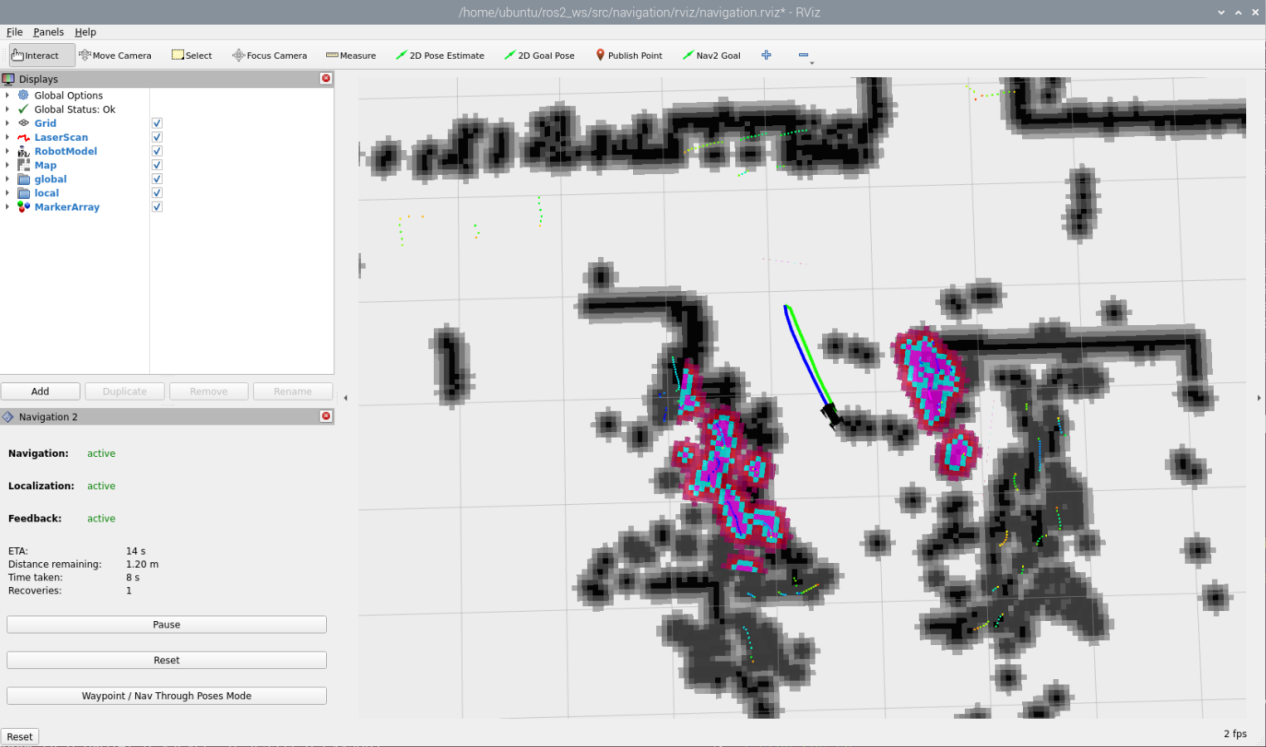 /home/ubuntu/ros2_ws/src/navigation/rviz/navigation.rviz* - RViz
File Panels Help
Interact Move Camera Select Focus Camera Measure 2D Pose Estimate 2D Goal Pose Publish Point Nav2 Goal
Displays
Global Options
Global Status: Ok
Grid
LaserScan
RobotModel
Map
global
local
MarkerArray
Add Duplicate Remove Rename
Navigation 2
Navigation: active
Localization: active
Feedback: active
ETA: 14 s
Distance remaining: 1.20 m
Time taken: 8 s
Recoveries: 1
Pause
Reset
Waypoint / Nav Through Poses Mode
Reset 2 fps